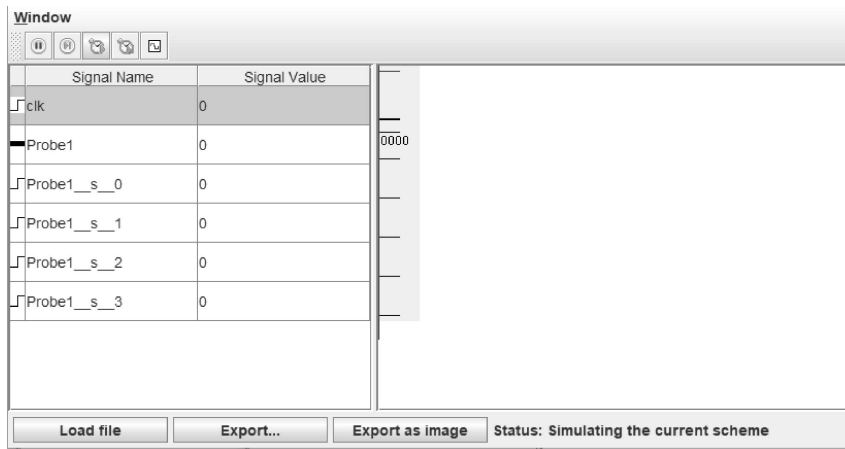 Window
Signal Name Signal Value
clk 0
Probe1 0 0000
Probe1__s__0 0
Probe1__s__1 0
Probe1__s__2 0
Probe1__s__3 0
Load file Export... Export as image Status: Simulating the current scheme